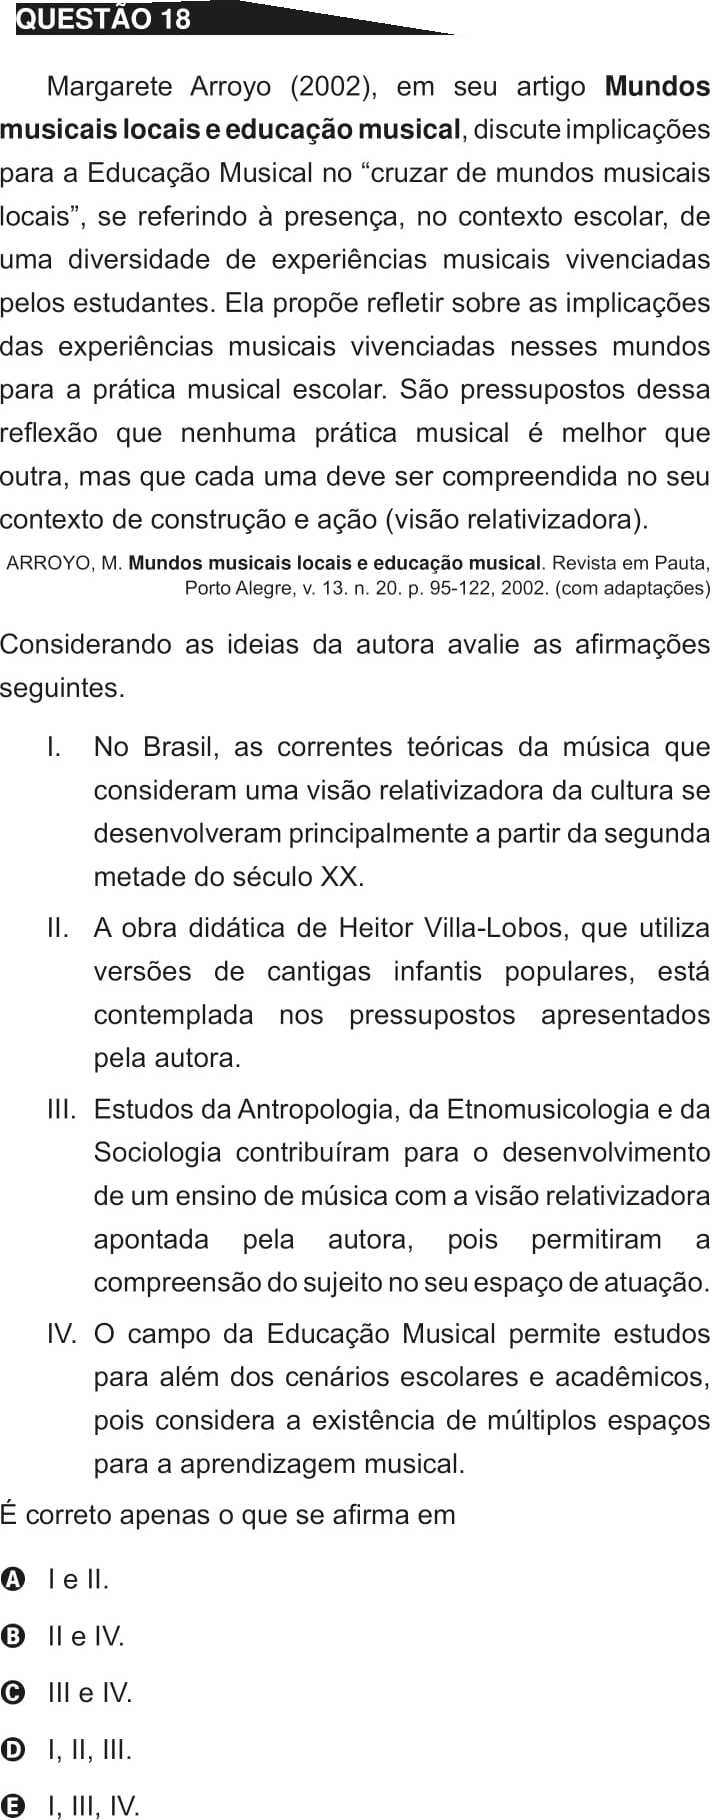 QUESTÃO 18
Margarete Arroyo (2002), em seu artigo Mundos
musicais locais e educação musical, discute implicações
para a Educação Musical no “cruzar de mundos musicais
locais”, se referindo à presença, no contexto escolar, de
uma diversidade de experiências musicais vivenciadas
pelos estudantes. Ela propõe refletir sobre as implicações
das experiências musicais vivenciadas nesses mundos
para a prática musical escolar. São pressupostos dessa
reflexão que nenhuma prática musical é melhor que
outra, mas que cada uma deve ser compreendida no seu
contexto de construção e ação (visão relativizadora).
ARROYO, M. Mundos musicais locais e educação musical. Revista em Pauta,
Porto Alegre, v. 13. n. 20. p. 95-122, 2002. (com adaptações)
Considerando as ideias da autora avalie as afirmações
seguintes.
I. No Brasil, as correntes teóricas da música que
consideram uma visão relativizadora da cultura se
desenvolveram principalmente a partir da segunda
metade do século XX.
II. A obra didática de Heitor Villa-Lobos, que utiliza
versões de cantigas infantis populares, está
contemplada nos pressupostos apresentados
pela autora.
III. Estudos da Antropologia, da Etnomusicologia e da
Sociologia contribuíram para o desenvolvimento
de um ensino de música com a visão relativizadora
apontada pela autora, pois permitiram a
compreensão do sujeito no seu espaço de atuação.
IV. O campo da Educação Musical permite estudos
para além dos cenários escolares e acadêmicos,
pois considera a existência de múltiplos espaços
para a aprendizagem musical.
É correto apenas o que se afirma em
A I e II.
B II e IV.
C III e IV.
D I, II, III.
E I, III, IV.